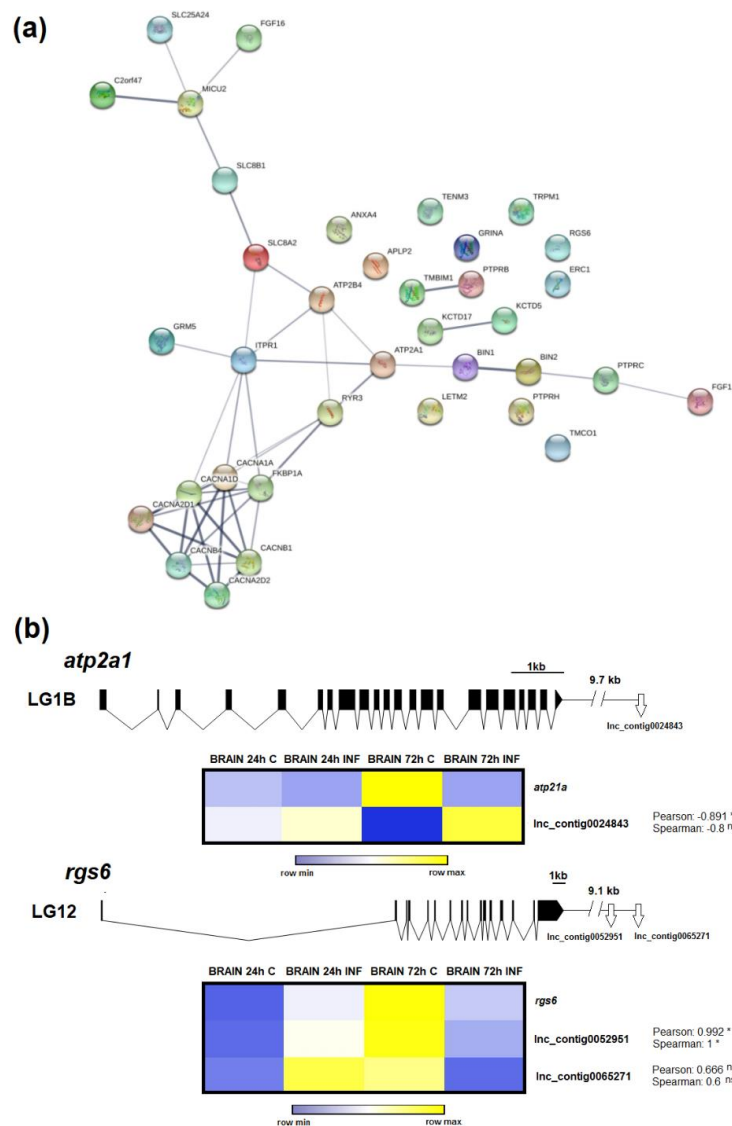 (a)
SLC25A24
FGF16
C2orf47
MICU2
SLC8B1
TENM3
TRPM1
ANXA4
GRINA
RGS6
SLC8A2
APLP2
TMBIM1
PTPRB
ERC1
ATP2B4
KCTD17
KCTD5
GRM5
ITPR1
ATP2A1
BIN1
BIN2
PTPRC
FGF1
RYR3
LETM2
PTPRH
TMCO1
CACNA1A
CACNA1D
FKBP1A
CACNA2D1
CACNB4
CACNB1
CACNA2D2
(b)
atp2a1
1kb
9.7 kb
LG1B
lnc_contig0024843
BRAIN 24h C BRAIN 24h INF BRAIN 72h C BRAIN 72h INF
atp21a
lnc_contig0024843
Pearson: -0.891 *
Spearman: -0.8 n
row min row max
rgs6
1kb
9.1 kb
LG12
lnc_contig0052951 lnc_contig0065271
BRAIN 24h C BRAIN 24h INF BRAIN 72h C BRAIN 72h INF
rgs6
lnc_contig0052951
Pearson: 0.992 *
Spearman: 1 *
lnc_contig0065271
Pearson: 0.666 n
Spearman: 0.6 ns
row min row max